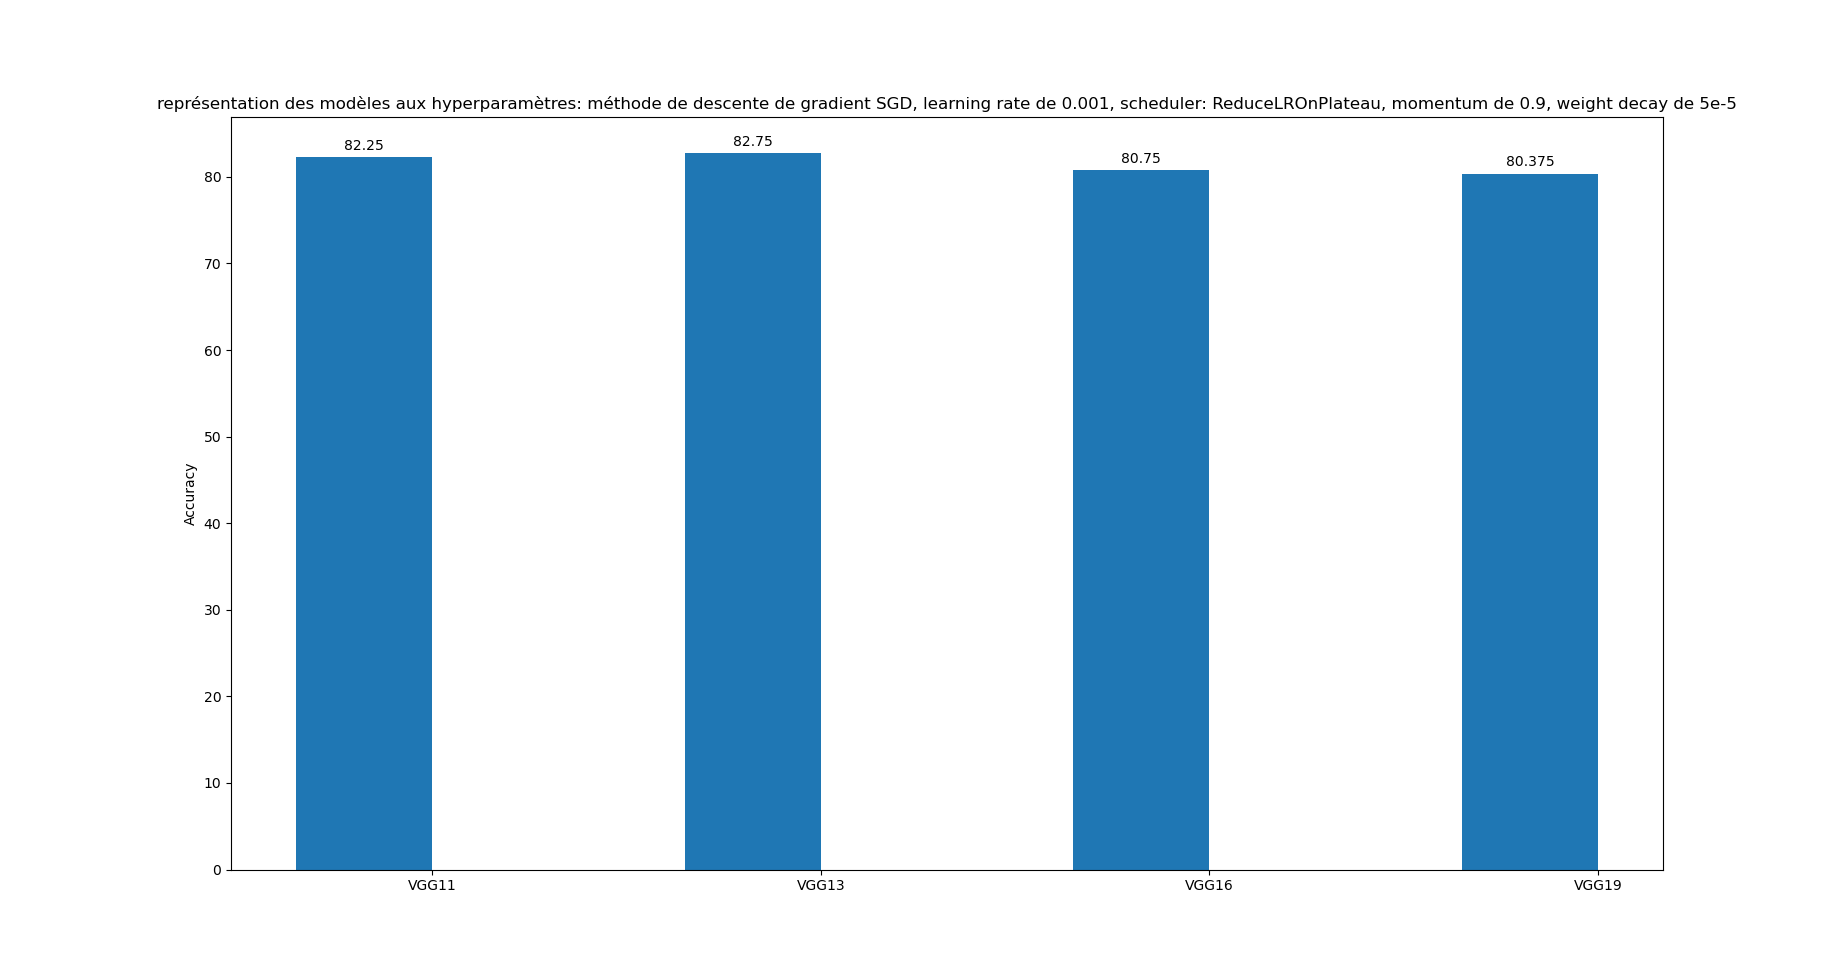 représentation des modèles aux hyperparamètres: méthode de descente de gradient SGD, learning rate de 0.001, scheduler: ReduceLROnPlateau, momentum de 0.9, weight decay de 5e-5
82.25
82.75
80.75
80.375
80
70
60
50
40
30
20
10
0
Accuracy
VGG11
VGG13
VGG16
VGG19